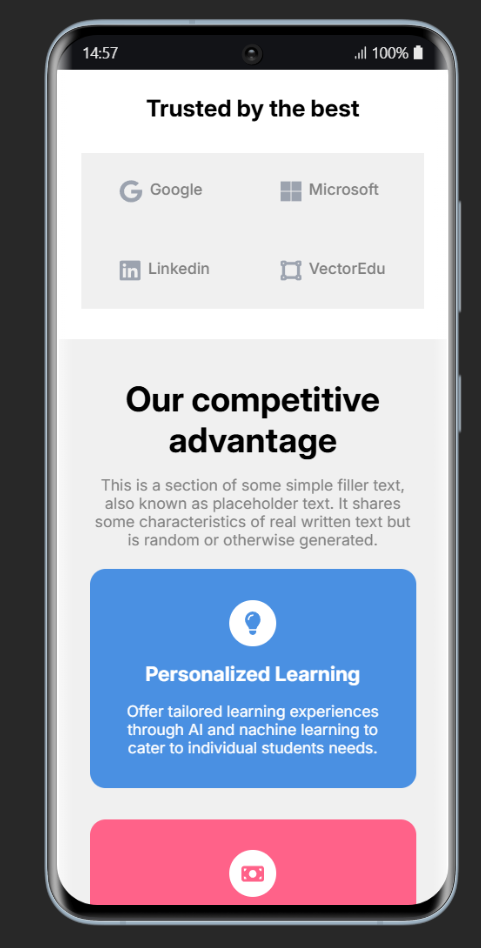 14:57
100%
Trusted by the best
Google
Microsoft
Linkedin
VectorEdu
Our competitive
advantage
This is a section of some simple filler text,
also known as placeholder text. It shares
some characteristics of real written text but
is random or otherwise generated.
Personalized Learning
Offer tailored learning experiences
through AI and nachine learning to
cater to individual students needs.